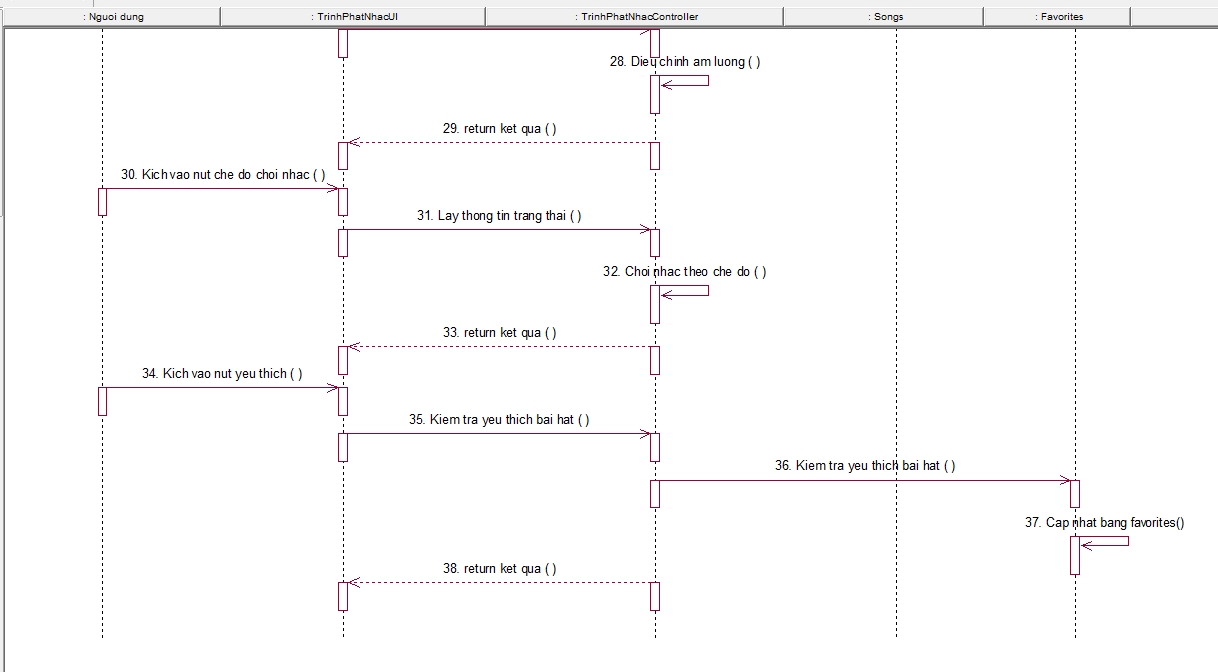 : Nguoi dung
: TrinhPhatNhacUI
: TrinhPhatNhacController
: Songs
: Favorites
28. Dieu chinh am luong ( )
29. return ket qua ( )
30. Kich vao nut che do choi nhac ( )
31. Lay thong tin trang thai ( )
32. Choi nhac theo che do ( )
33. return ket qua ( )
34. Kich vao nut yeu thich ( )
35. Kiem tra yeu thich bai hat ( )
36. Kiem tra yeu thich bai hat ( )
37. Cap nhat bang favorites()
38. return ket qua ( )